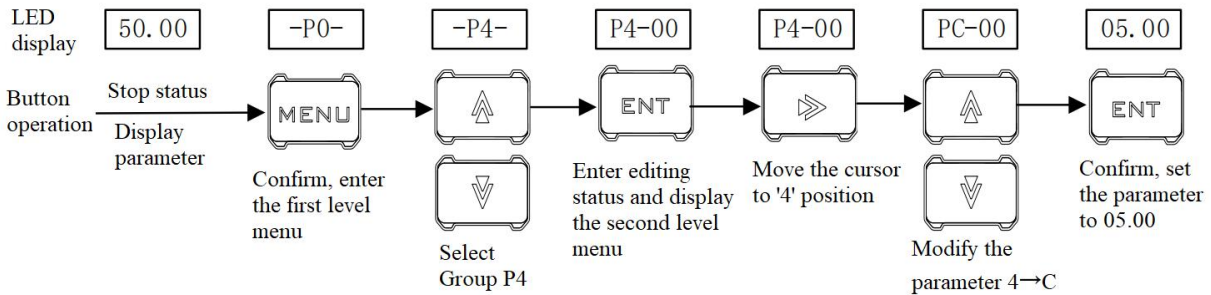 LED
display
50.00
-P0-
-P4-
P4-00
P4-00
PC-00
05.00
Button
operation
Stop status
Display
parameter
MENU
ENT
ENT
Confirm, enter
the first level
menu
Select
Group P4
Enter editing
status and display
the second level
menu
Move the cursor
to '4' position
Modify the
parameter 4→C
Confirm, set
the parameter
to 05.00